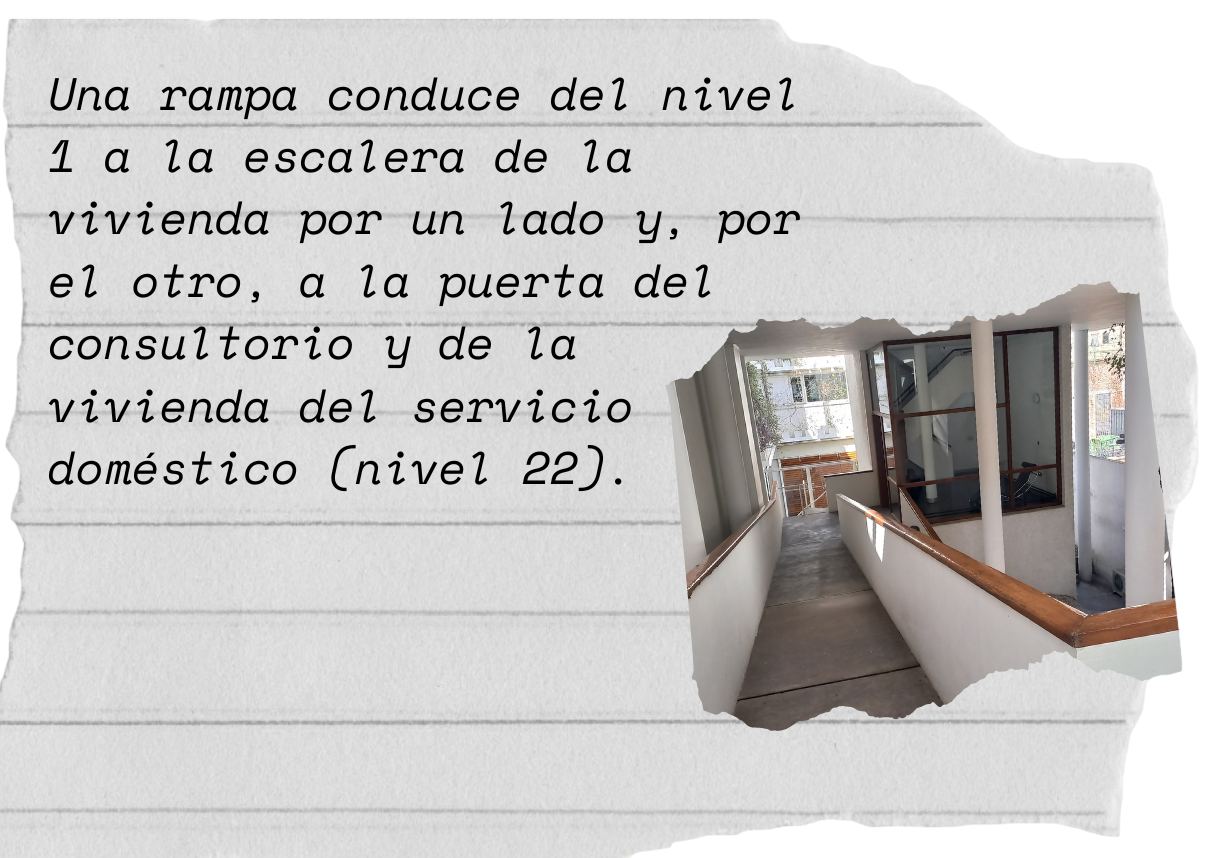 Una rampa conduce del nivel
1 a la escalera de la
vivienda por un lado y, por
el otro, a la puerta del
consultorio y de la
vivienda del servicio
doméstico (nivel 22).